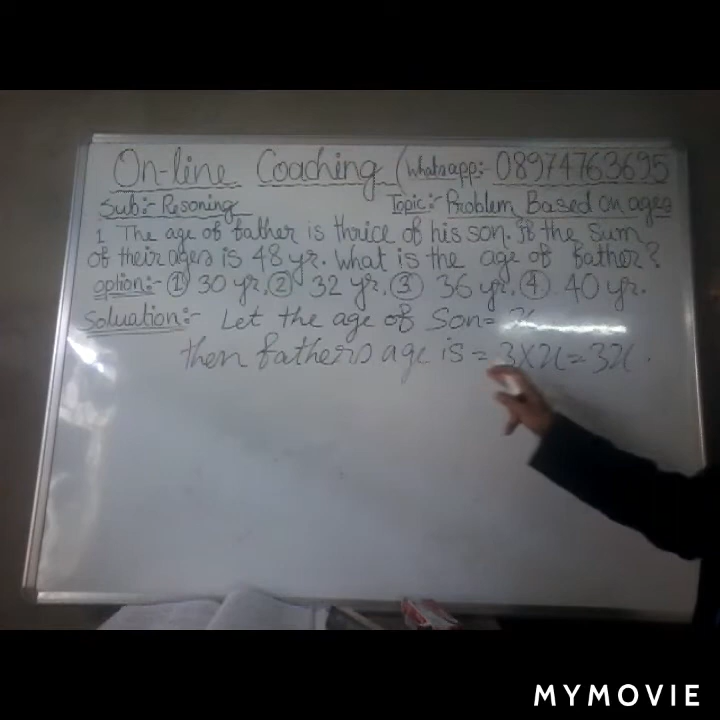 On-line Coaching (Whatsapp:- 08974763695
Sub:- Resoning Topic:- Problem Based on ages
1 The age of father is thrice of his son. If the sum
of their ages is 48 yr. What is the age of father?
option:- ① 30 yr. ② 32 yr. ③ 36 yr. ④ 40 yr.
Soluation:- Let the age of Son = x
then fathers age is = 3×x = 3x.
MYMOVIE